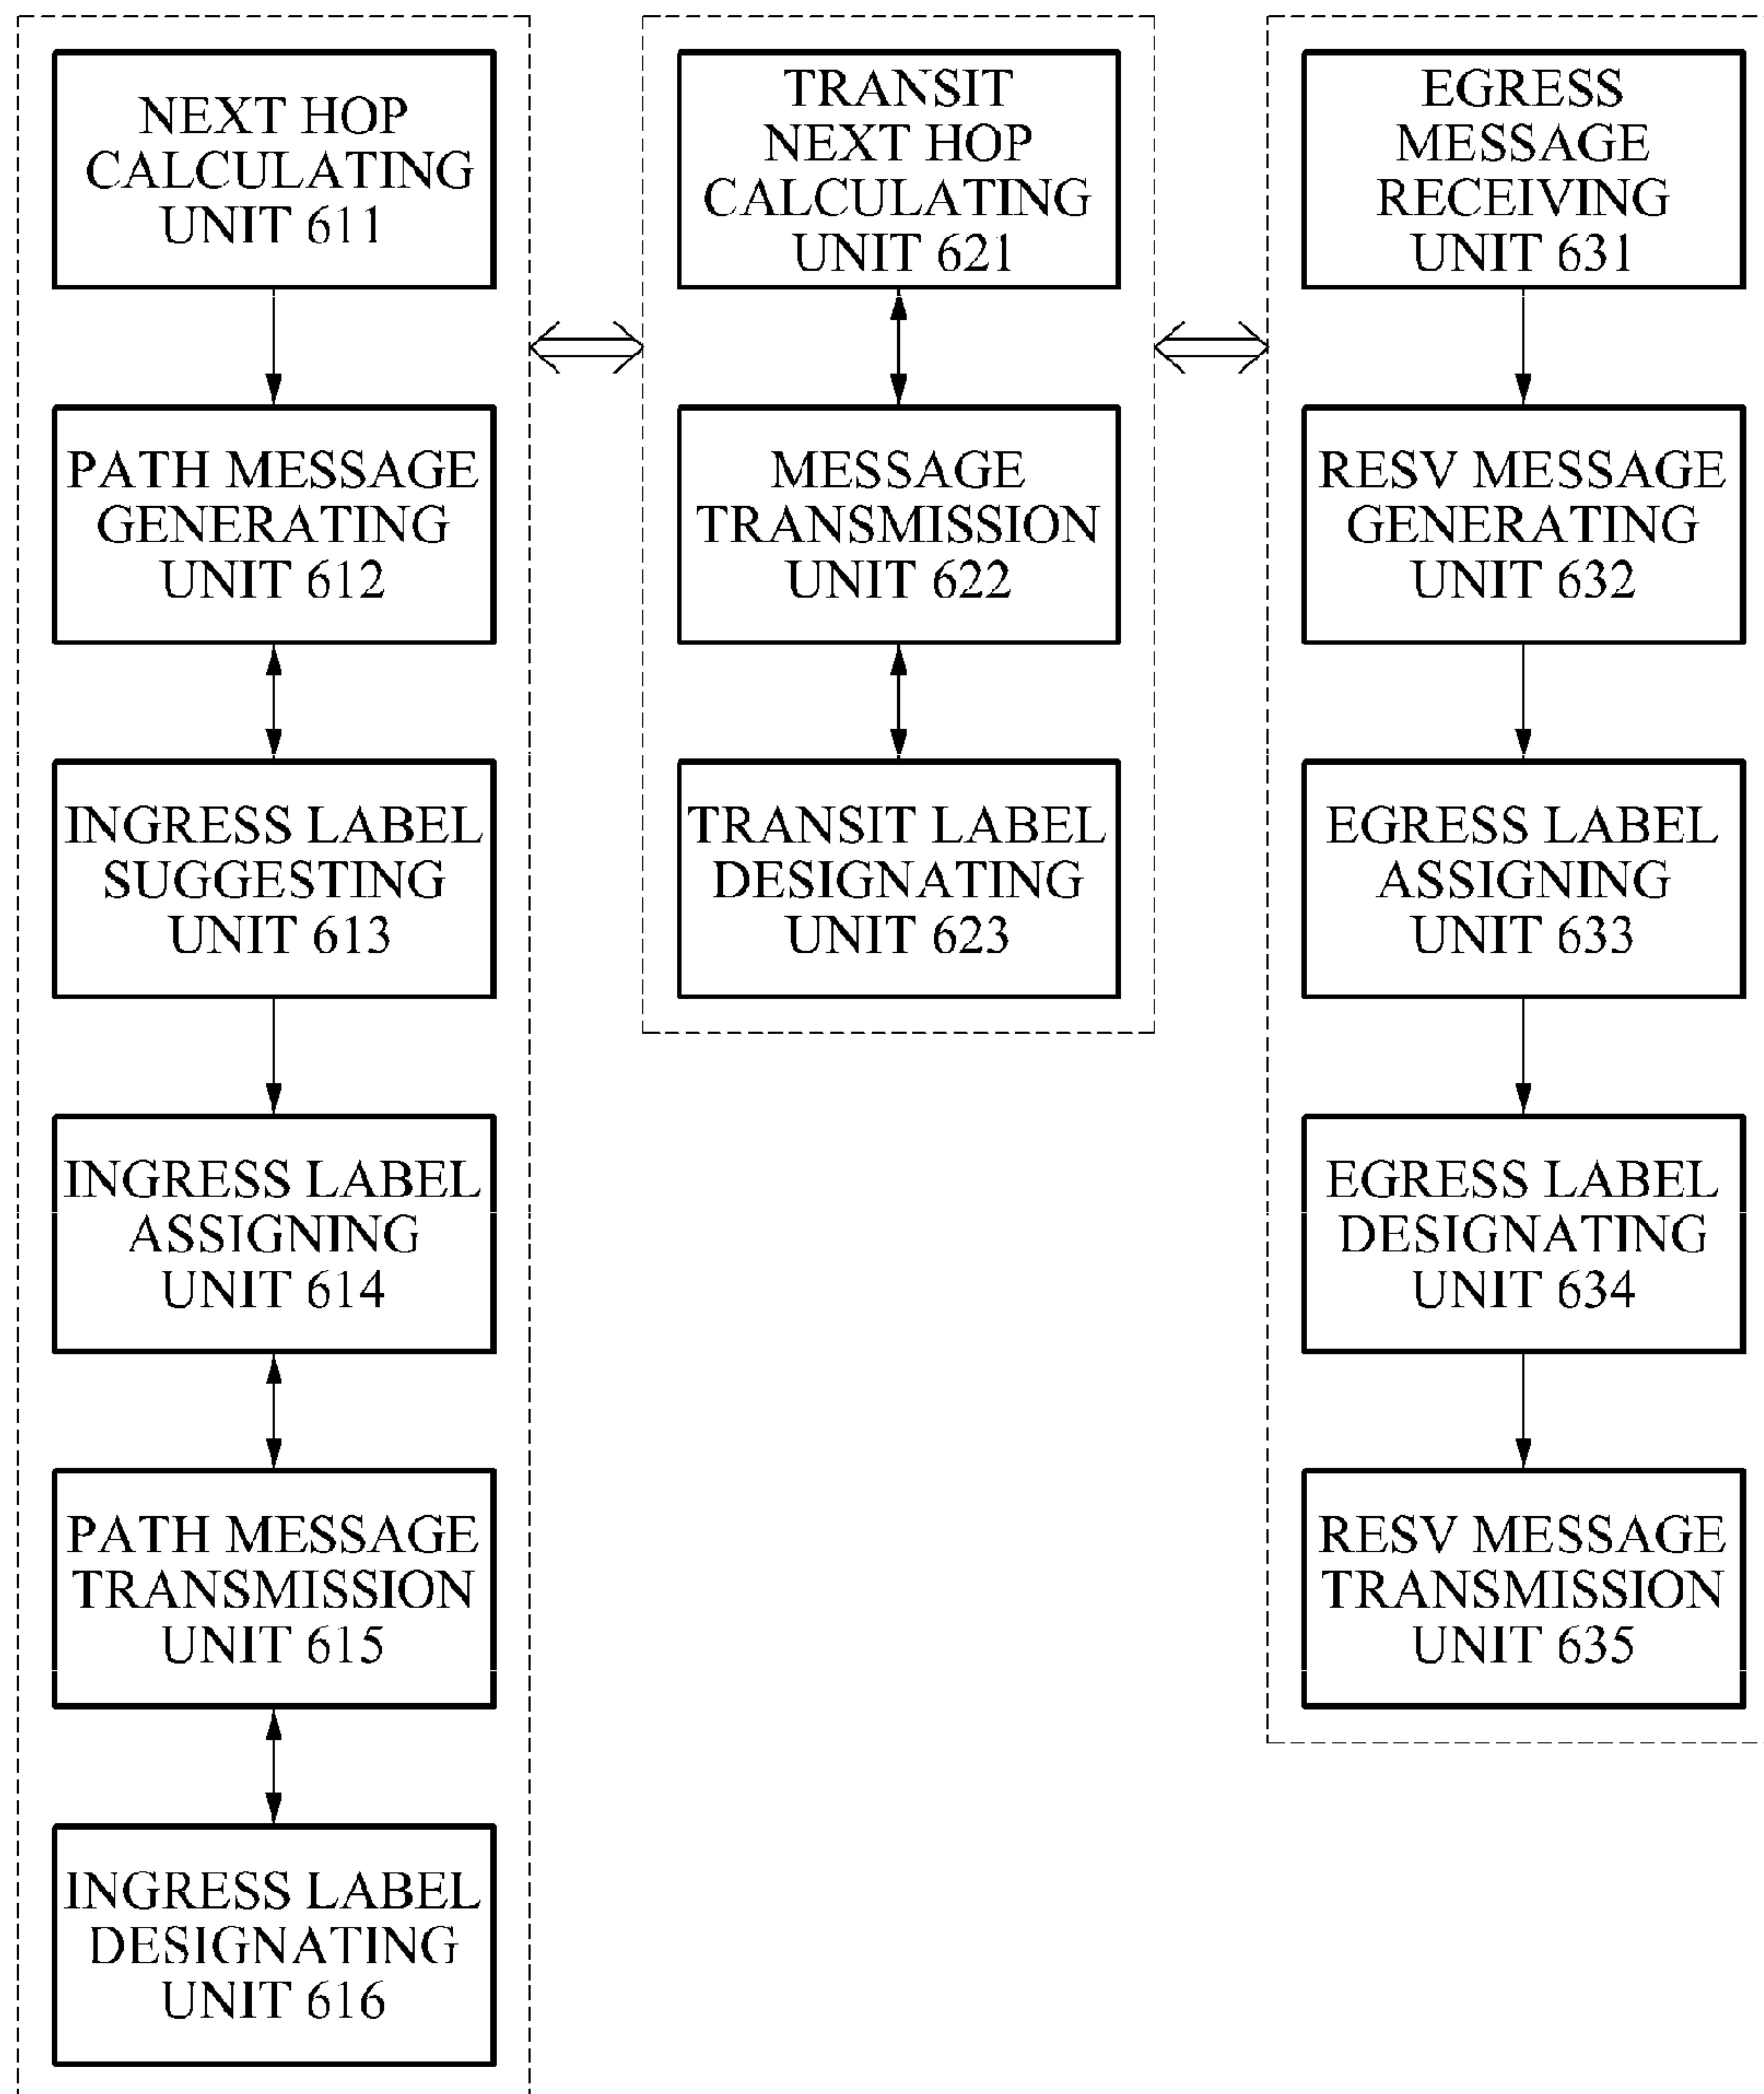 NEXT HOP
CALCULATING
UNIT 611
PATH MESSAGE
GENERATING
UNIT 612
INGRESS LABEL
SUGGESTING
UNIT 613
INGRESS LABEL
ASSIGNING
UNIT 614
PATH MESSAGE
TRANSMISSION
UNIT 615
INGRESS LABEL
DESIGNATING
UNIT 616
TRANSIT
NEXT HOP
CALCULATING
UNIT 621
MESSAGE
TRANSMISSION
UNIT 622
TRANSIT LABEL
DESIGNATING
UNIT 623
EGRESS
MESSAGE
RECEIVING
UNIT 631
RESV MESSAGE
GENERATING
UNIT 632
EGRESS LABEL
ASSIGNING
UNIT 633
EGRESS LABEL
DESIGNATING
UNIT 634
RESV MESSAGE
TRANSMISSION
UNIT 635